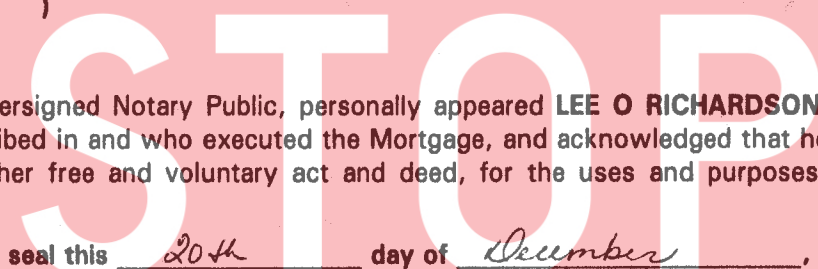 STOP
ersigned Notary Public, personally appeared LEE O RICHARDSON
ibed in and who executed the Mortgage, and acknowledged that he
her free and voluntary act and deed, for the uses and purposes
seal this 20th day of December,